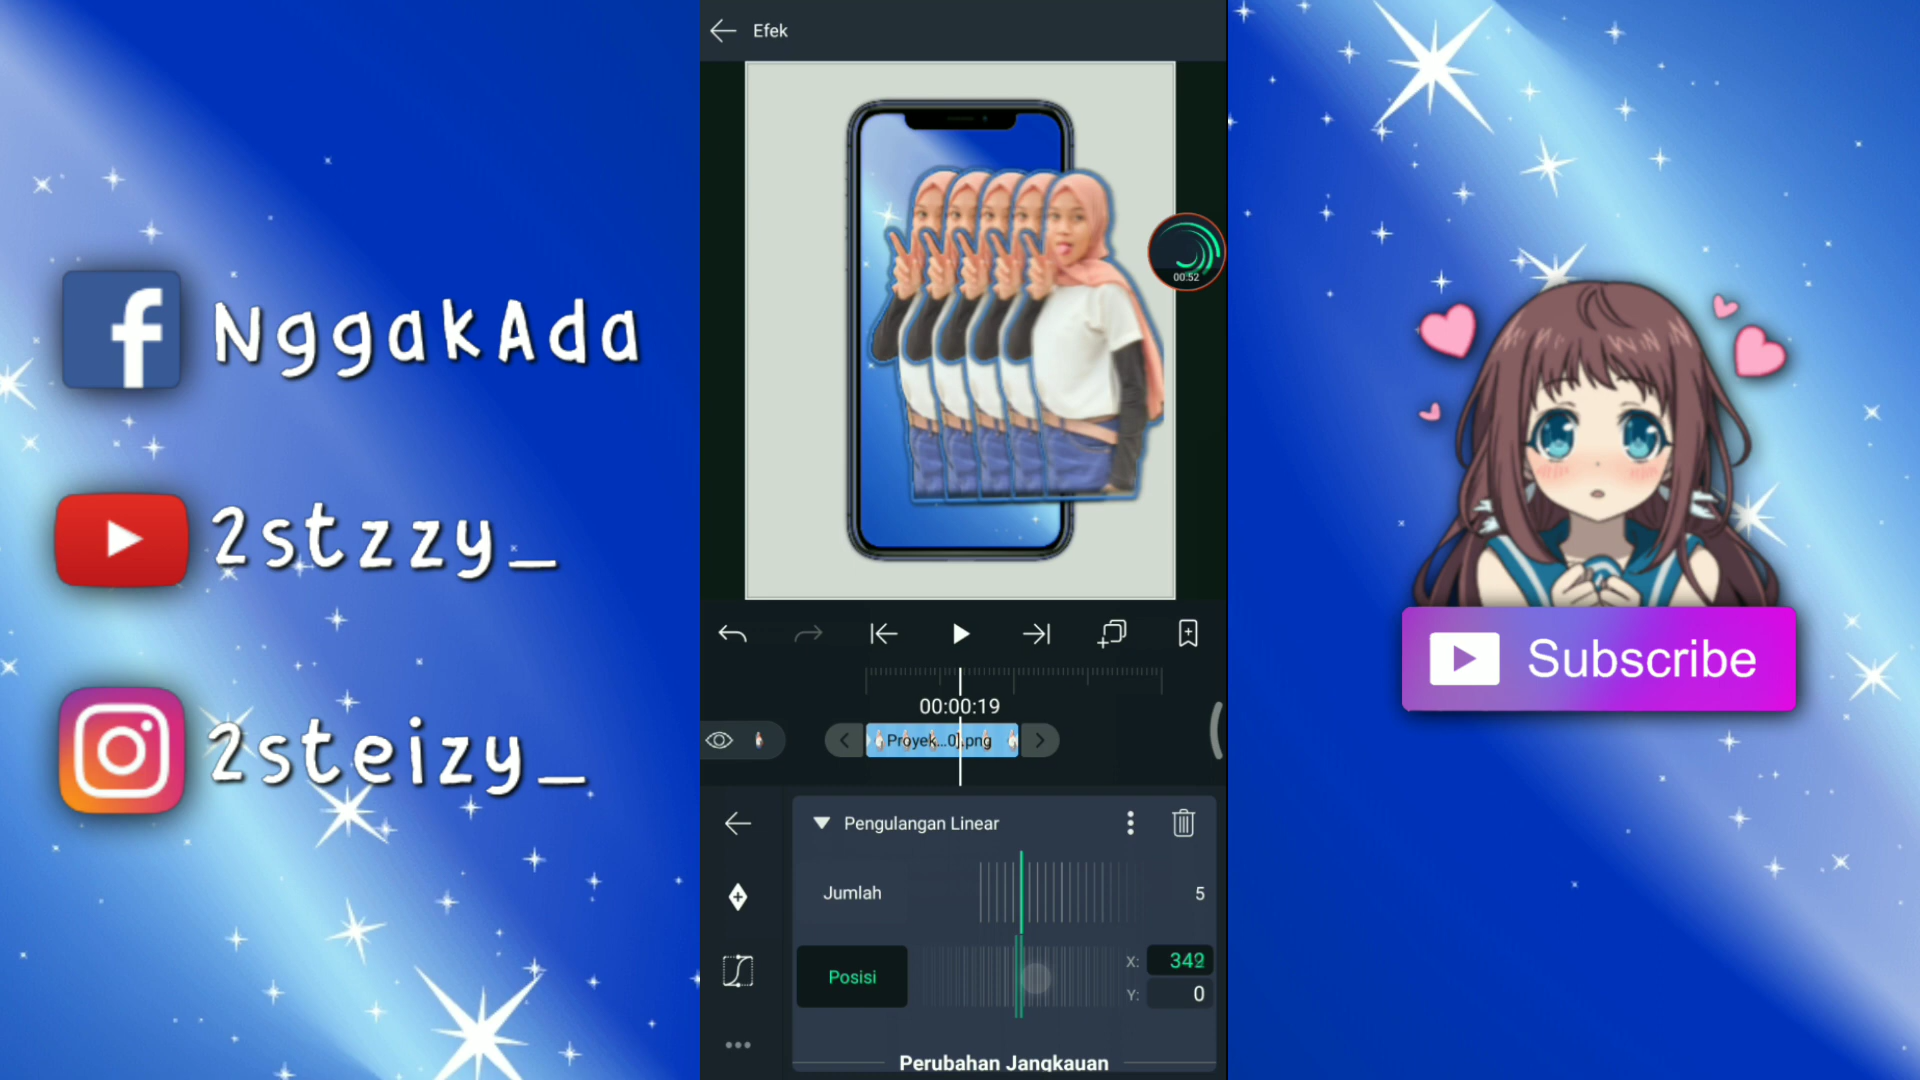 NggakAda
2stzzy_
2steizy_
Efek
00:52
00:00:19
Proyek...0].png
Pengulangan Linear
Jumlah
5
Posisi
X: 342
Y: 0
Perubahan Jangkauan
Subscribe